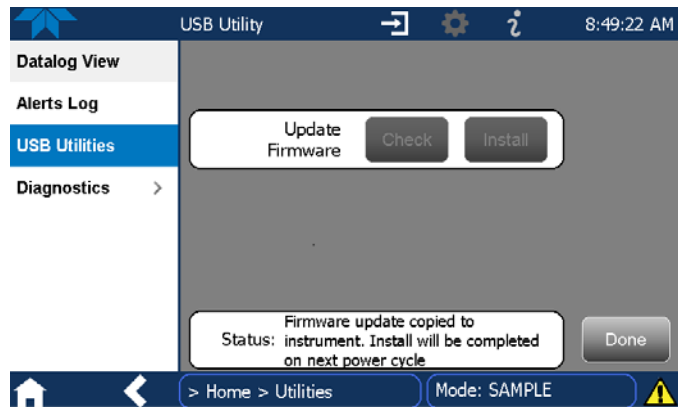 USB Utility
8:49:22 AM
Datalog View
Alerts Log
USB Utilities
Diagnostics >
Update
Firmware
Check
Install
Status: Firmware update copied to
instrument. Install will be completed
on next power cycle
Done
> Home > Utilities
Mode: SAMPLE